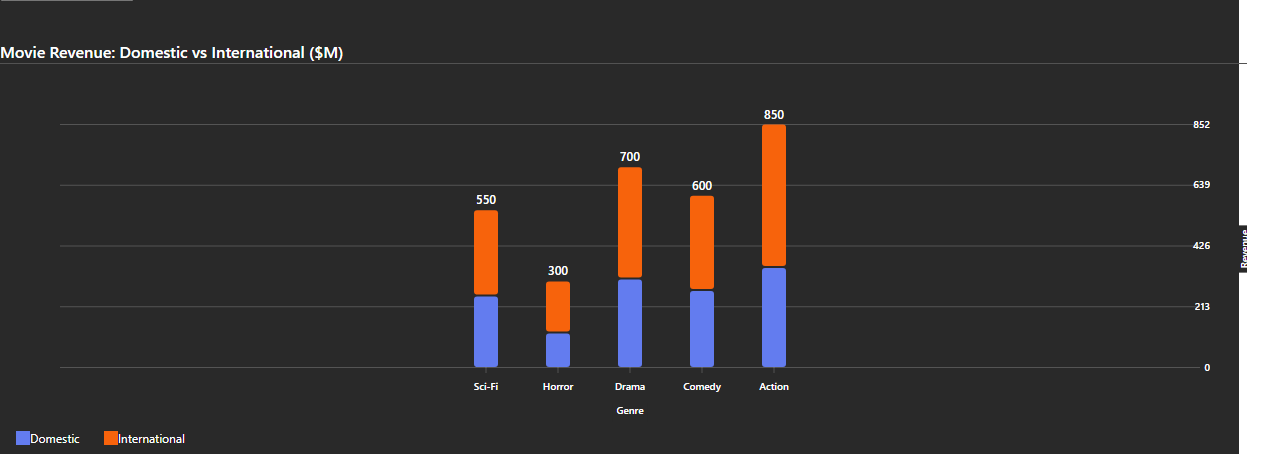 Movie Revenue: Domestic vs International ($M)
850
852
700
639
600
550
426
Revenue
300
213
0
Sci-Fi Horror Drama Comedy Action
Genre
Domestic International